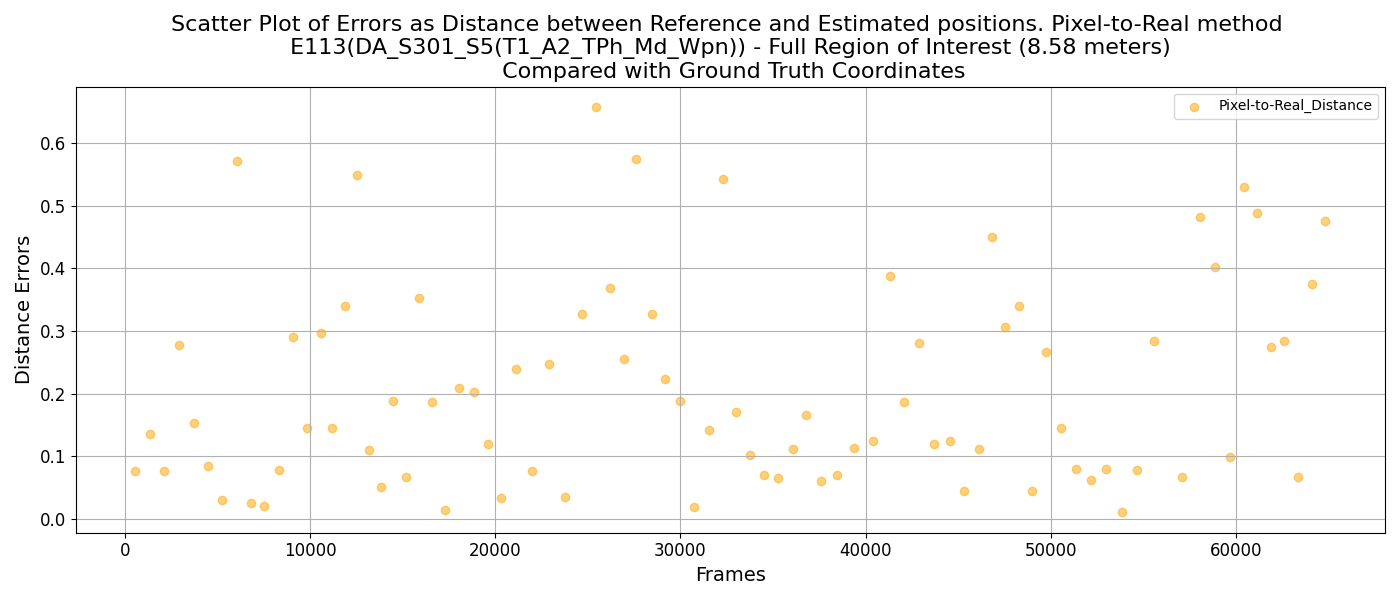 Scatter Plot of Errors as Distance between Reference and Estimated positions. Pixel-to-Real method
E113(DA_S301_S5(T1_A2_TPh_Md_Wpn)) - Full Region of Interest (8.58 meters)
Compared with Ground Truth Coordinates
Pixel-to-Real_Distance
Distance Errors
0.6
0.5
0.4
0.3
0.2
0.1
0.0
0 10000 20000 30000 40000 50000 60000
Frames